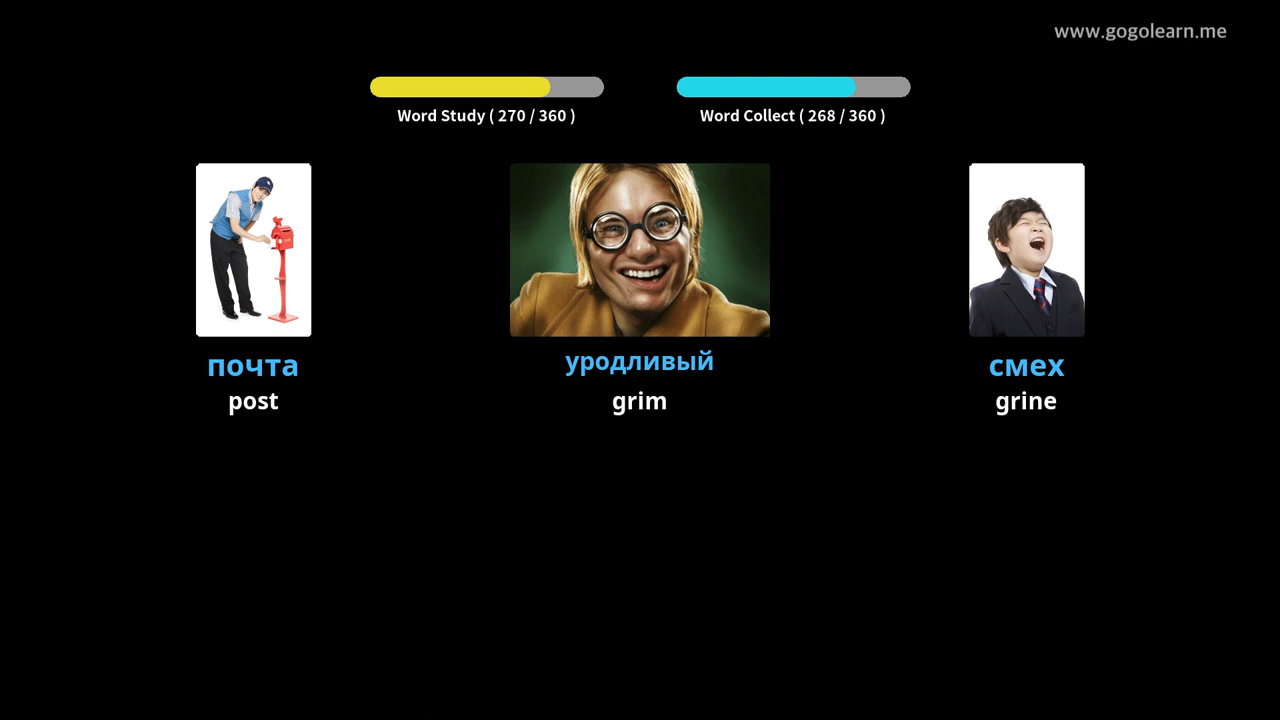 www.gogolearn.me
Word Study ( 270 / 360 )
Word Collect ( 268 / 360 )
почта
post
уродливый
grim
смех
grine